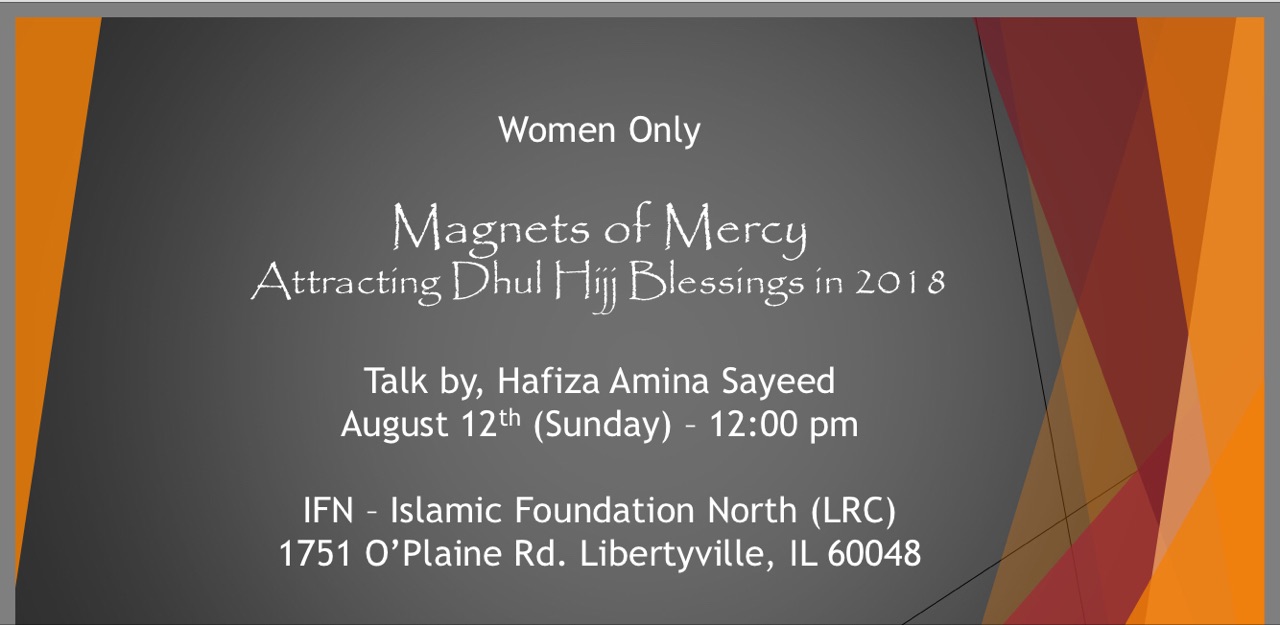 Women Only
Magnets of Mercy
Attracting Dhul Hijj Blessings in 2018
Talk by, Hafiza Amina Sayeed
August 12th (Sunday) – 12:00 pm
IFN – Islamic Foundation North (LRC)
1751 O’Plaine Rd. Libertyville, IL 60048